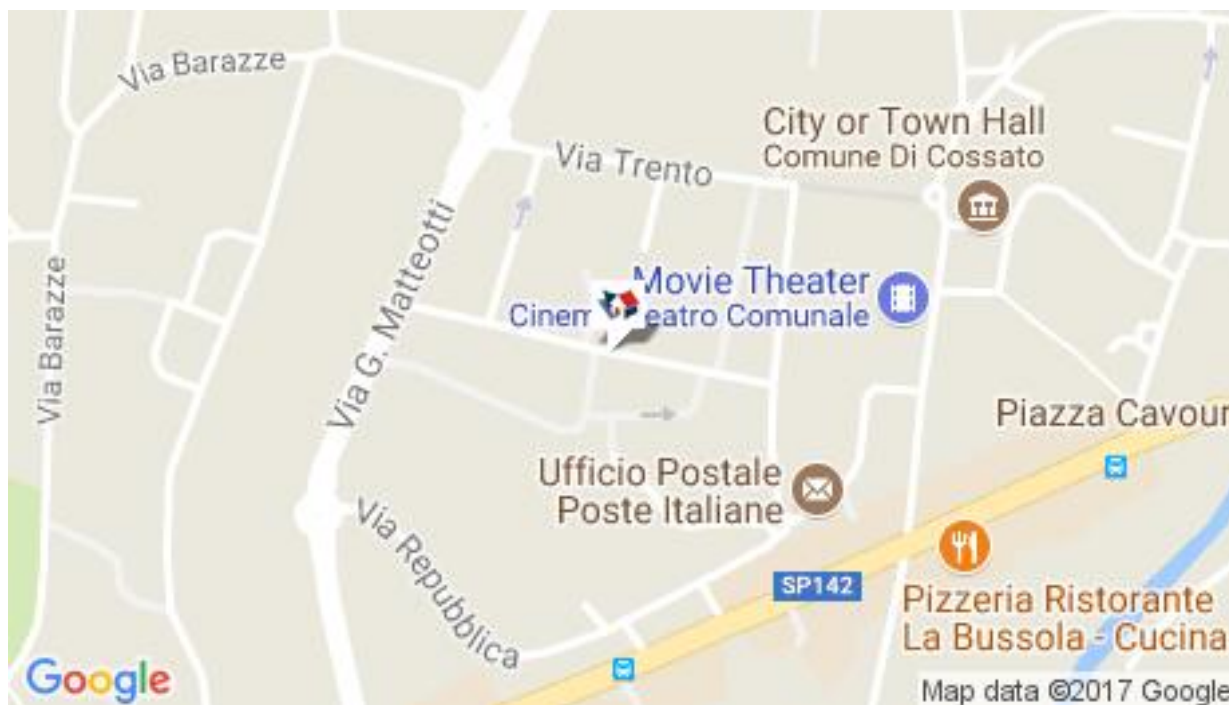 Via Barazze
City or Town Hall
Comune Di Cossato
Via Trento
Via G. Matteotti
Via Barazze
Movie Theater
Comunale
Piazza Cavour
Ufficio Postale
Poste Italiane
Via Repubblica
SP142
Pizzeria Ristorante
La Bussola - Cucina
Google
Map data ©2017 Google